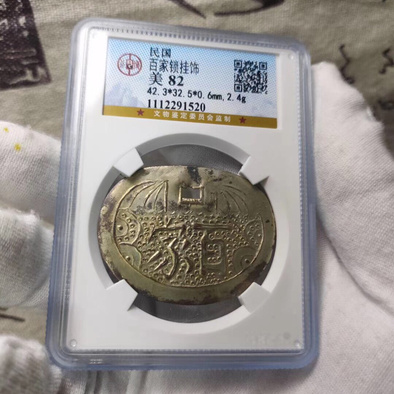 民国
百家锁挂饰
美 82
42.3*32.5*0.6mm, 2.4g
1112291520
★ 文物鉴定委员会监制 ★